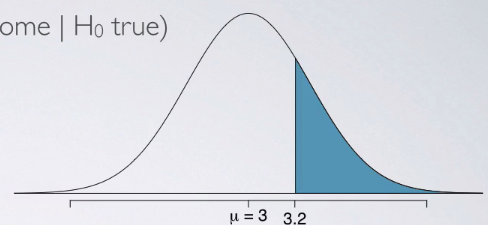 ome | H₀ true)
μ = 3 3.2